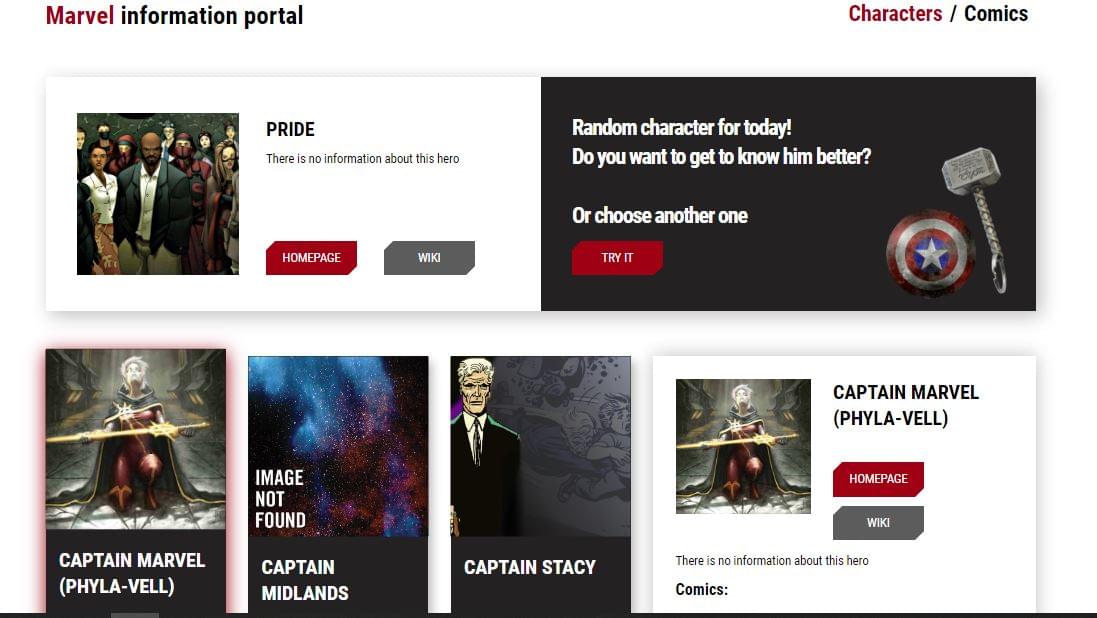 Marvel information portal
Characters / Comics
PRIDE
There is no information about this hero
HOMEPAGE
WIKI
Random character for today!
Do you want to get to know him better?
Or choose another one
TRY IT
IMAGE
NOT
FOUND
CAPTAIN MARVEL
(PHYLA-VELL)
CAPTAIN
MIDLANDS
CAPTAIN STACY
CAPTAIN MARVEL
(PHYLA-VELL)
HOMEPAGE
WIKI
There is no information about this hero
Comics: